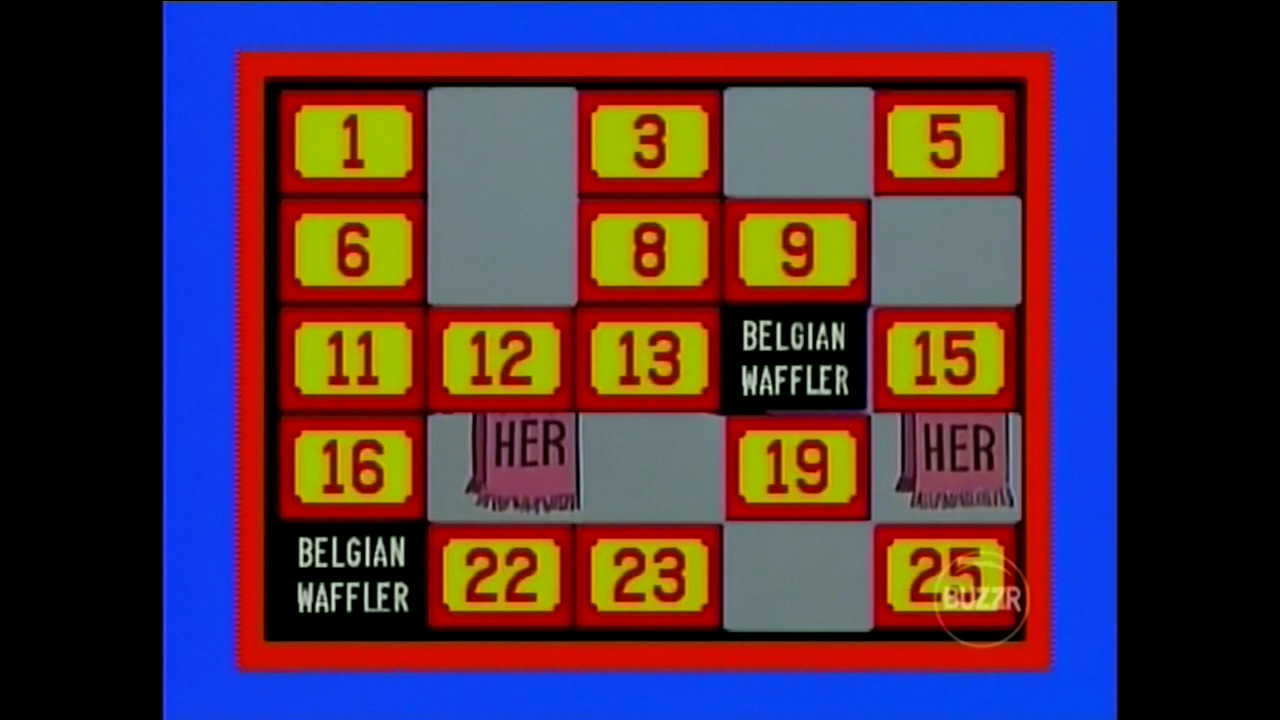 1 3 5
6 8 9
11 12 13 BELGIAN 15
WAFFLER
16 HER 19 HER
BELGIAN 22 23 25
WAFFLER
BUZZR